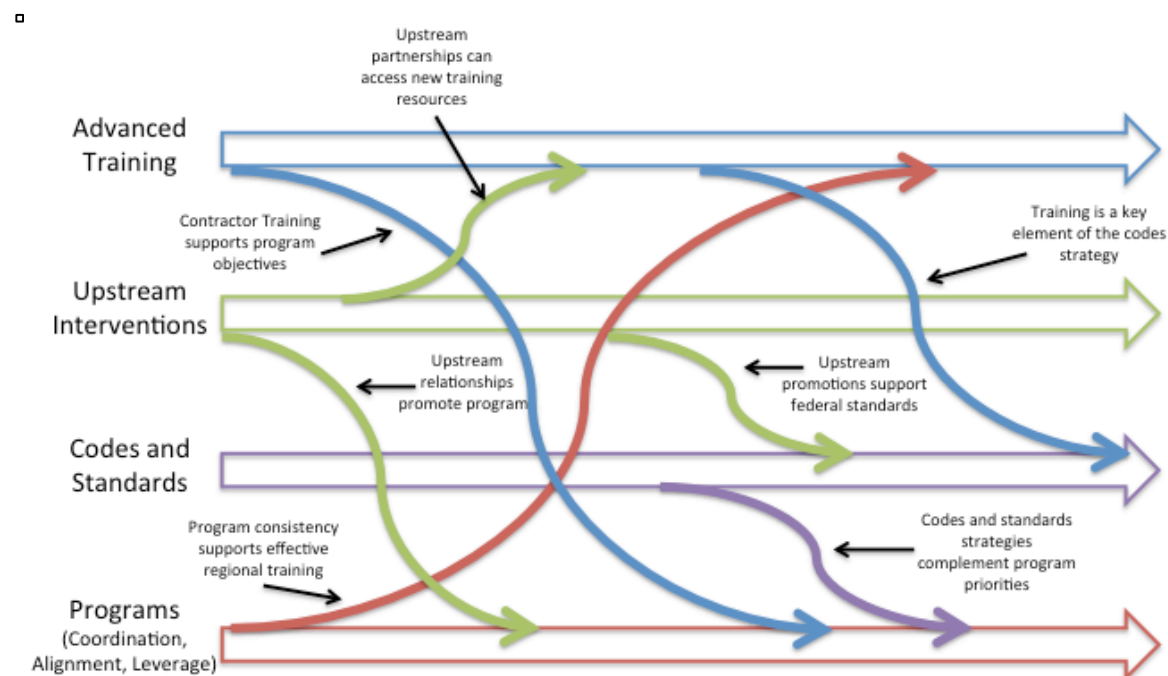 Upstream
partnerships can
access new training
resources
Advanced
Training
Contractor Training
supports program
objectives
Training is a key
element of the codes
strategy
Upstream
Interventions
Upstream
relationships
promote program
Upstream
promotions support
federal standards
Codes and
Standards
Program consistency
supports effective
regional training
Codes and standards
strategies
complement program
priorities
Programs
(Coordination,
Alignment, Leverage)